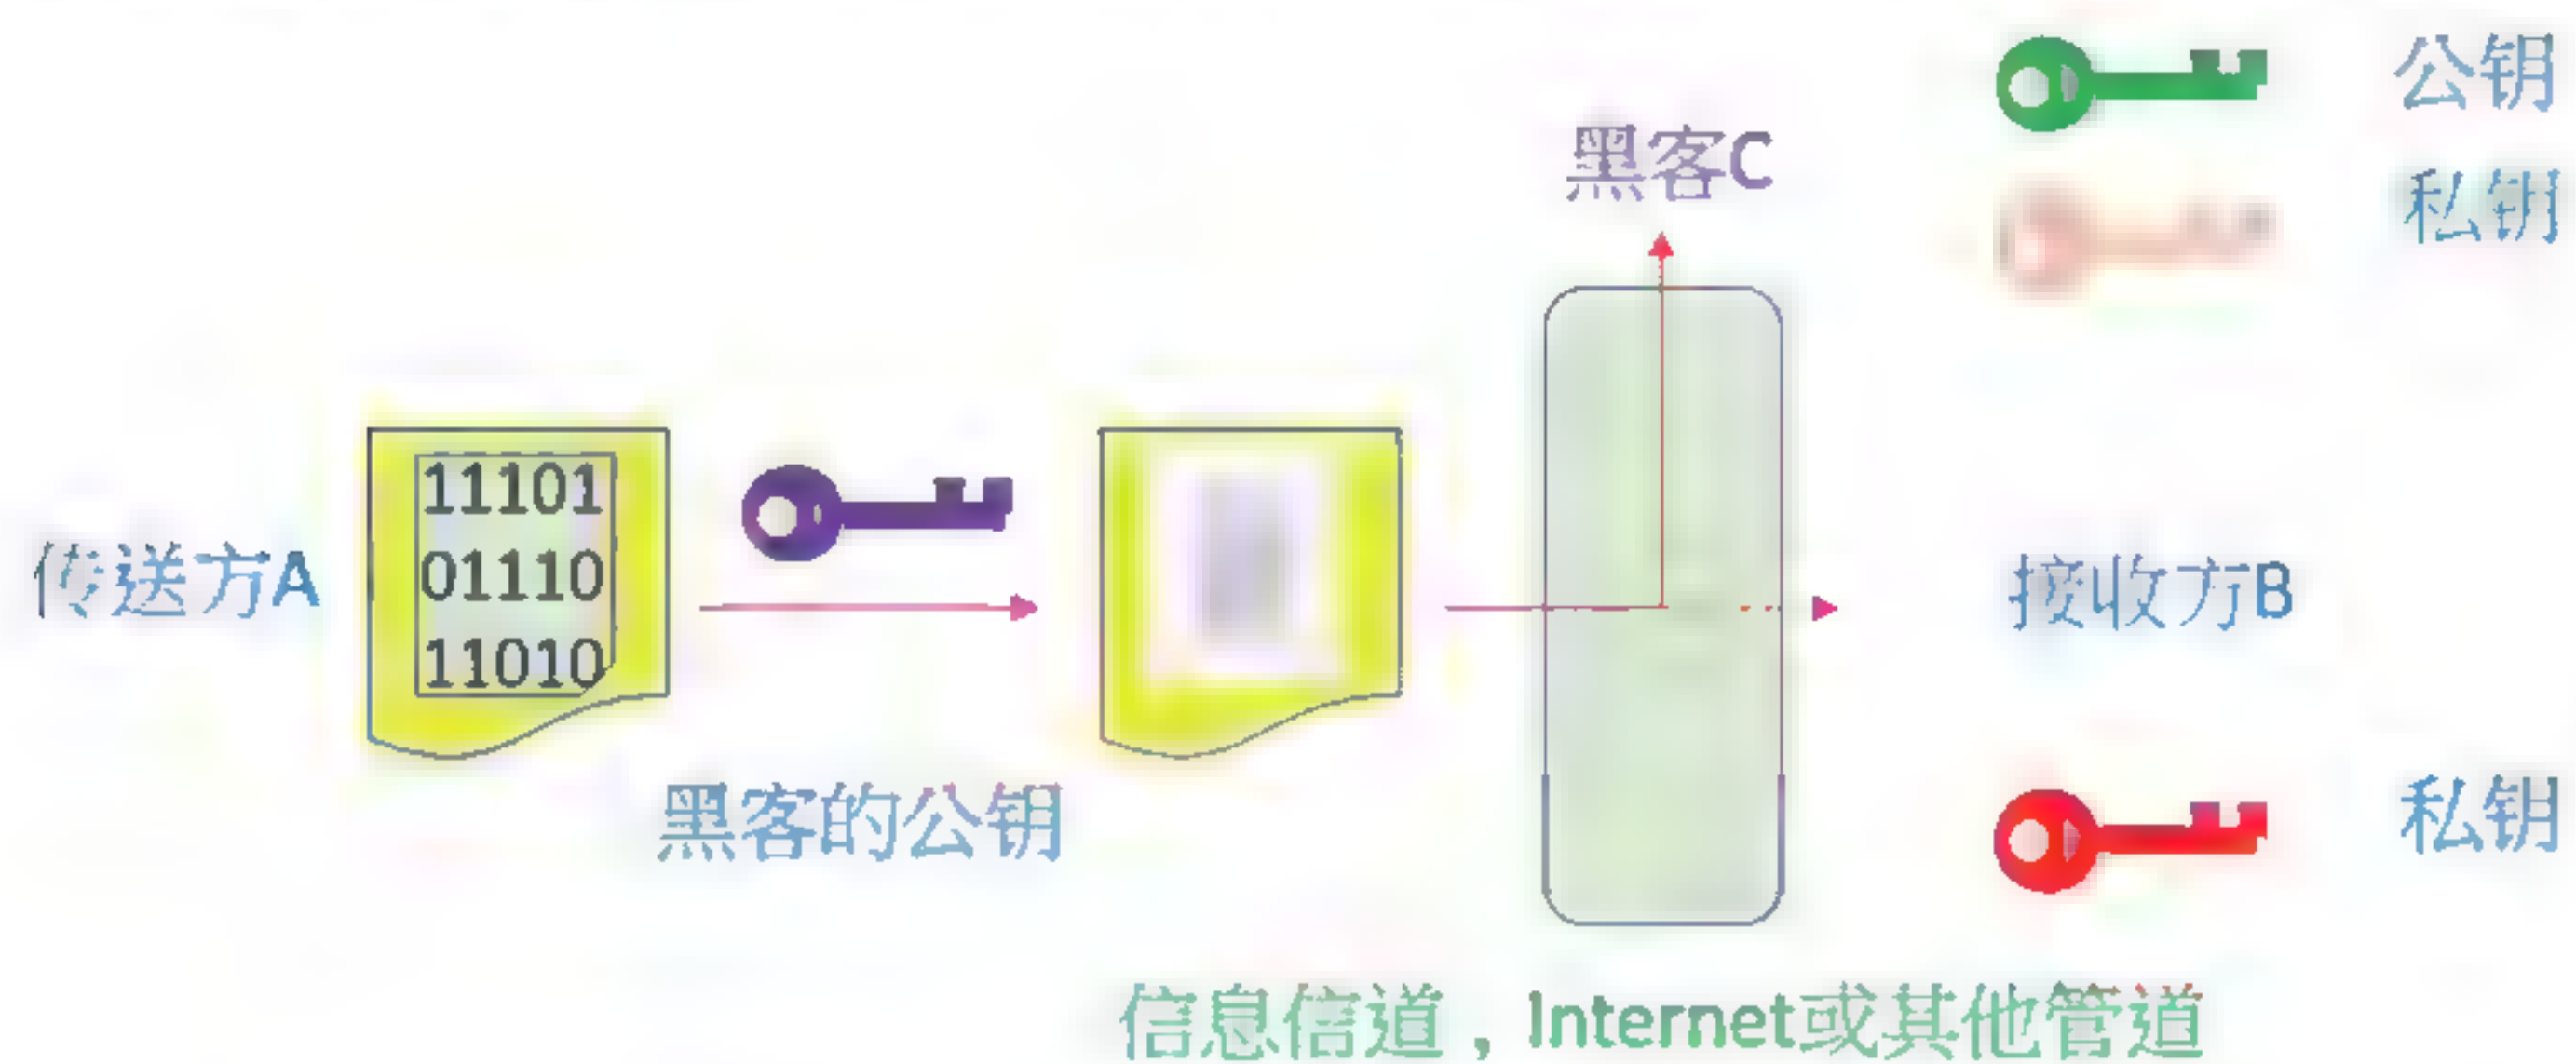 公钥
黑客C
私钥
11101
01110
11010
传送方A
接收方B
黑客的公钥
私钥
信息信道，Internet或其他管道